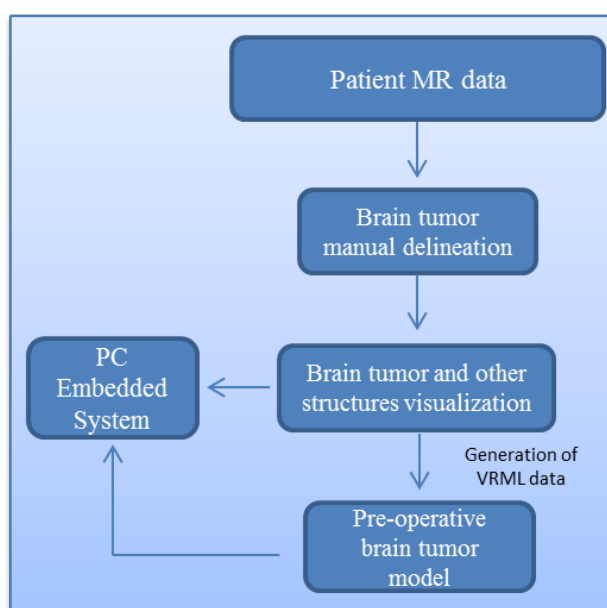 Patient MR data
Brain tumor
manual delineation
PC
Embedded
System
Brain tumor and other
structures visualization
Generation of
VRML data
Pre-operative
brain tumor
model